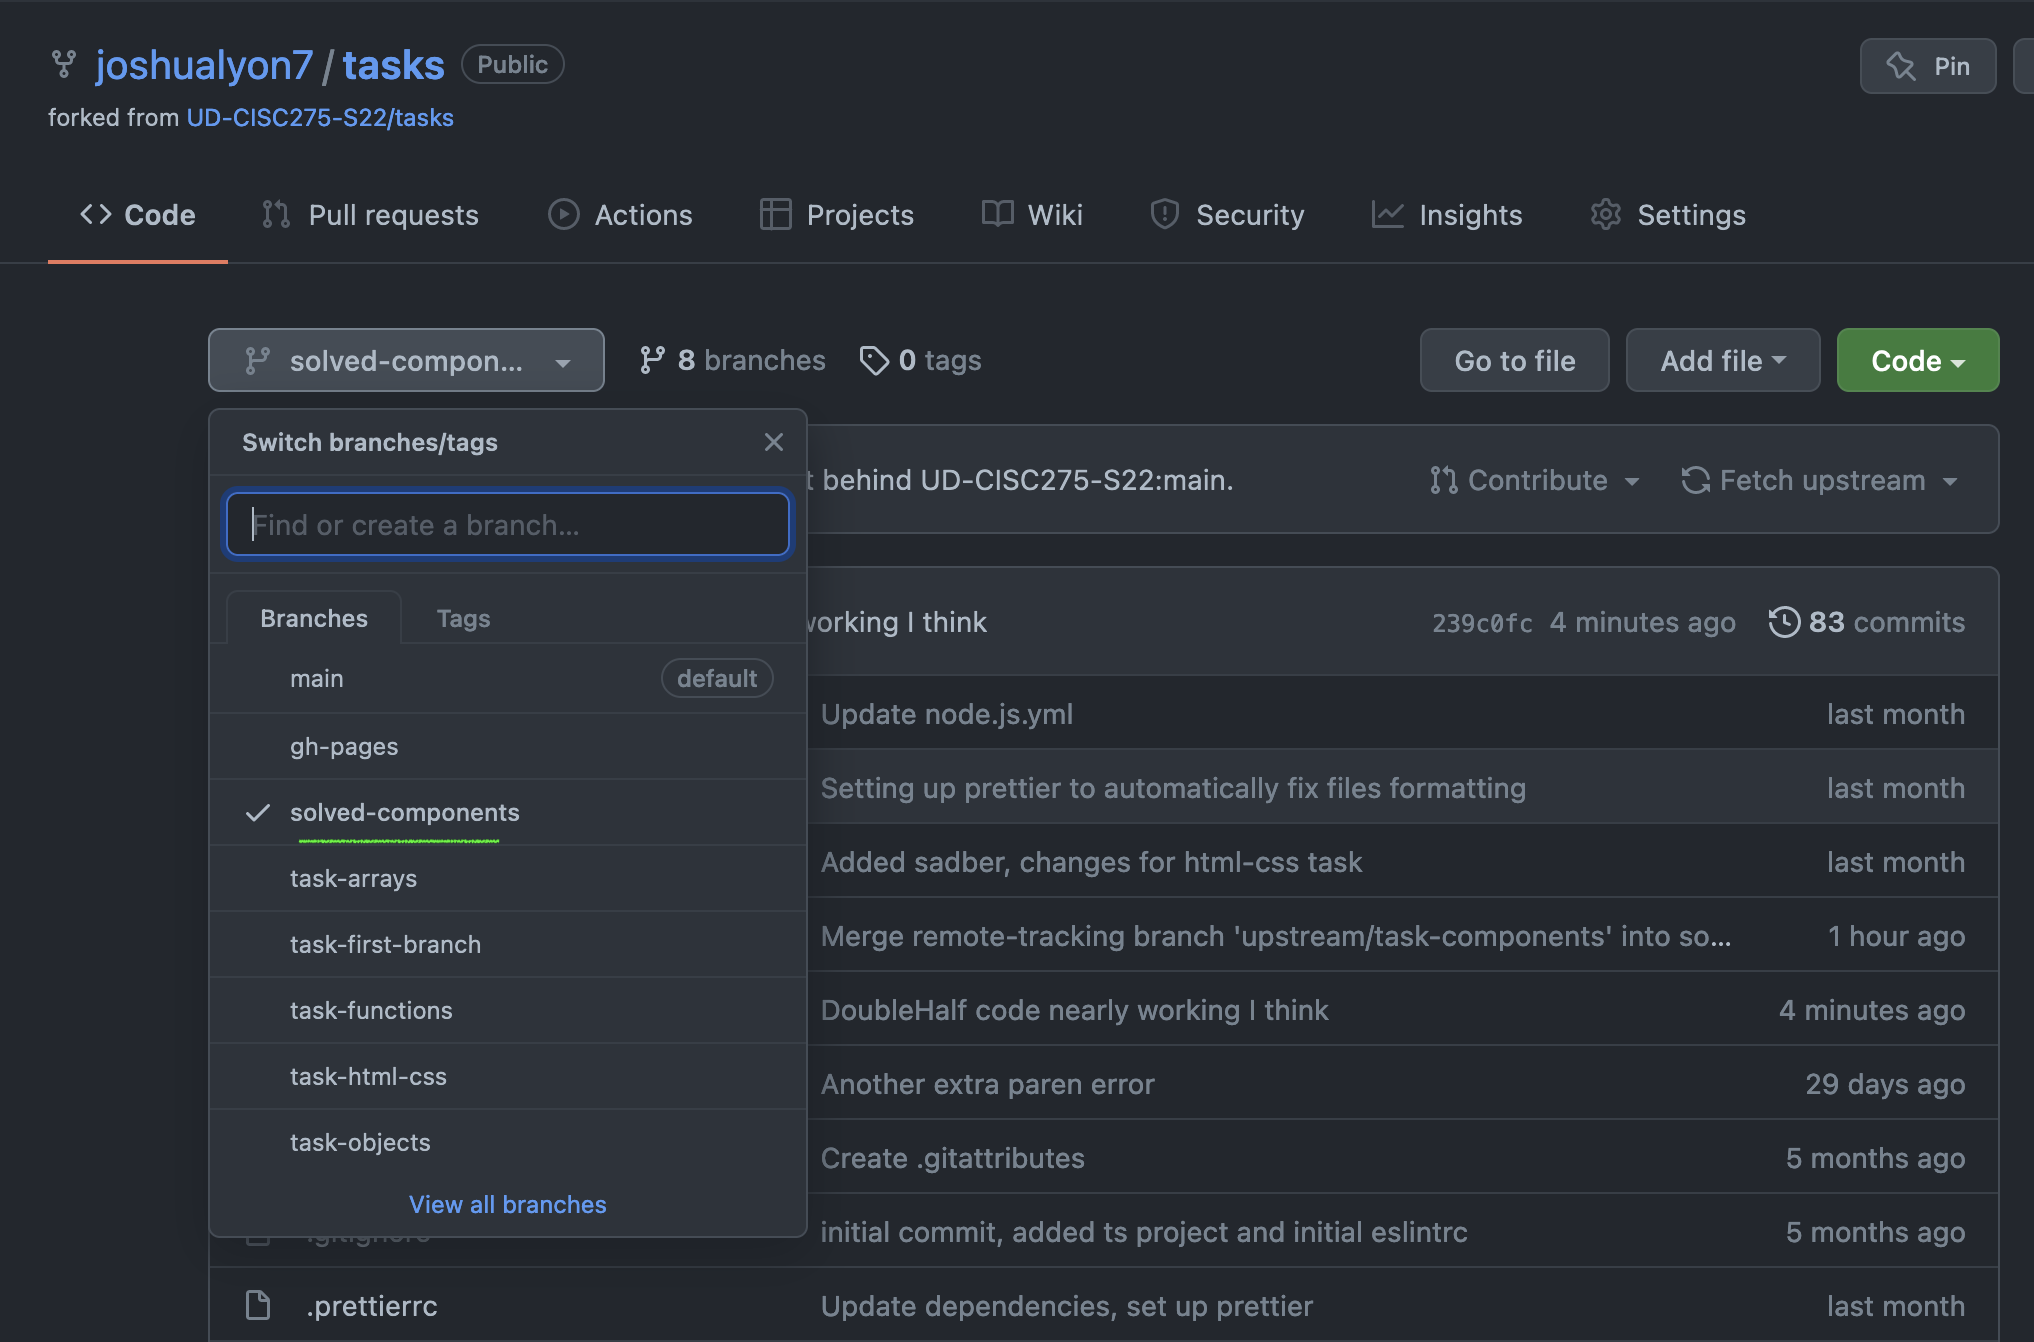 joshualyon7 / tasks Public
Pin
forked from UD-CISC275-S22/tasks
Code Pull requests Actions Projects Wiki Security Insights Settings
solved-compon... 8 branches 0 tags Go to file Add file Code
Switch branches/tags
behind UD-CISC275-S22:main. Contribute Fetch upstream
Find or create a branch...
Branches Tags
I think 239c0fc 4 minutes ago 83 commits
main default
Update node.js.yml last month
gh-pages
Setting up prettier to automatically fix files formatting last month
solved-components
Added sadber, changes for html-css task last month
task-arrays
Merge remote-tracking branch 'upstream/task-components' into so... 1 hour ago
task-first-branch
DoubleHalf code nearly working I think 4 minutes ago
task-functions
Another extra paren error 29 days ago
task-html-css
Create .gitattributes 5 months ago
task-objects
View all branches
initial commit, added ts project and initial eslintrc 5 months ago
.prettierrc Update dependencies, set up prettier last month